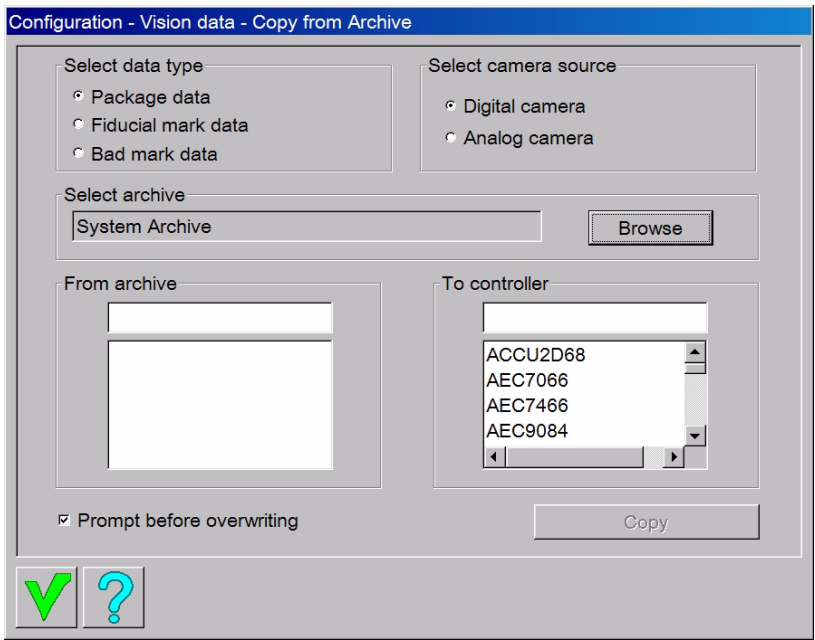 Configuration - Vision data - Copy from Archive
Select data type
Package data
Fiducial mark data
Bad mark data
Select camera source
Digital camera
Analog camera
Select archive
System Archive
Browse
From archive
To controller
ACCU2D68
AEC7066
AEC7466
AEC9084
Prompt before overwriting
Copy
?